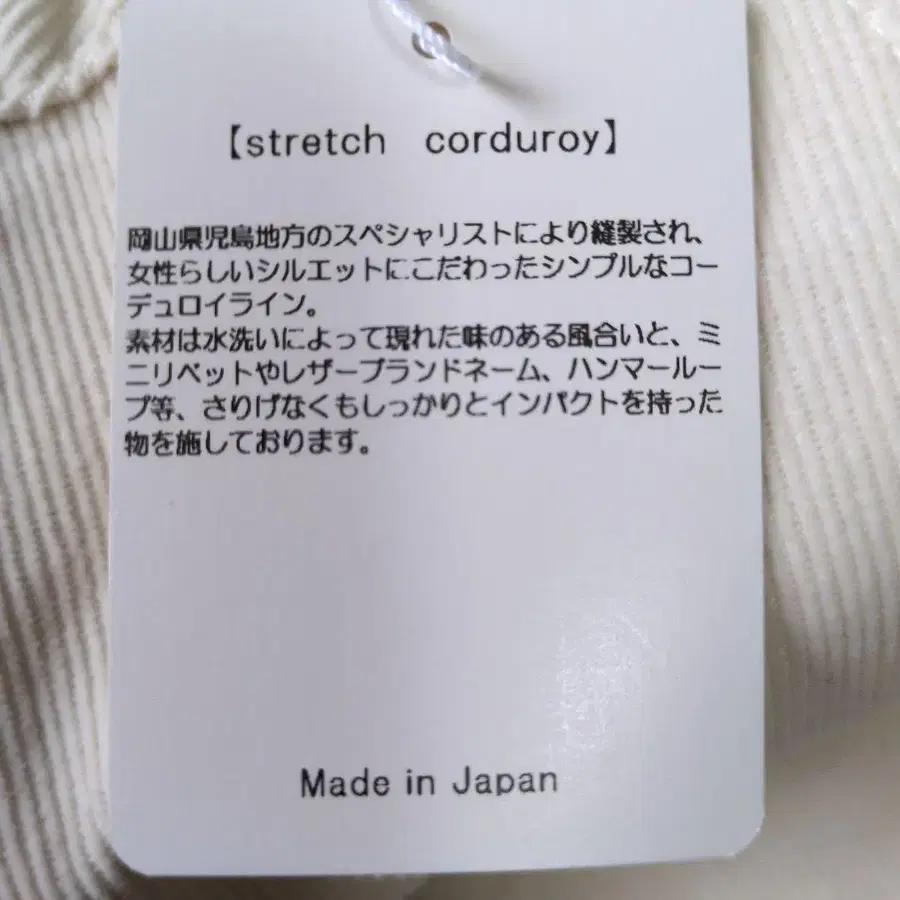 【stretch corduroy】
岡山県児島地方のスペシャリストにより縫製され、
女性らしいシルエットにこだわったシンプルなコー
デュロイライン。
素材は水洗いによって現れた味のある風合いと、ミ
ニリベットやレザーブランドネーム、ハンマールー
プ等、さりげなくもしっかりとインパクトを持った
物を施しております。
Made in Japan